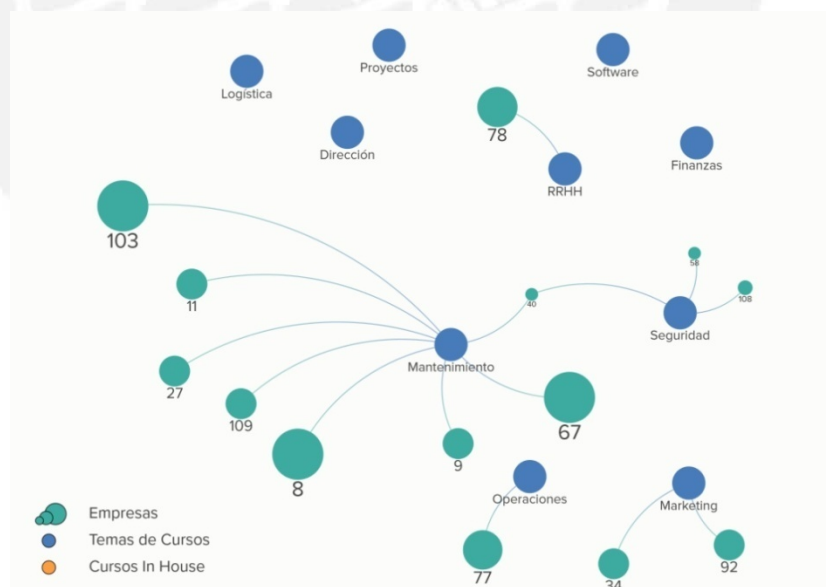 Proyectos
Software
Logística
78
Dirección
Finanzas
RRHH
103
58
11
108
40
Seguridad
Mantenimiento
27
109
67
9
8
Operaciones
Marketing
Empresas
Temas de Cursos
Cursos In House
77
92
34